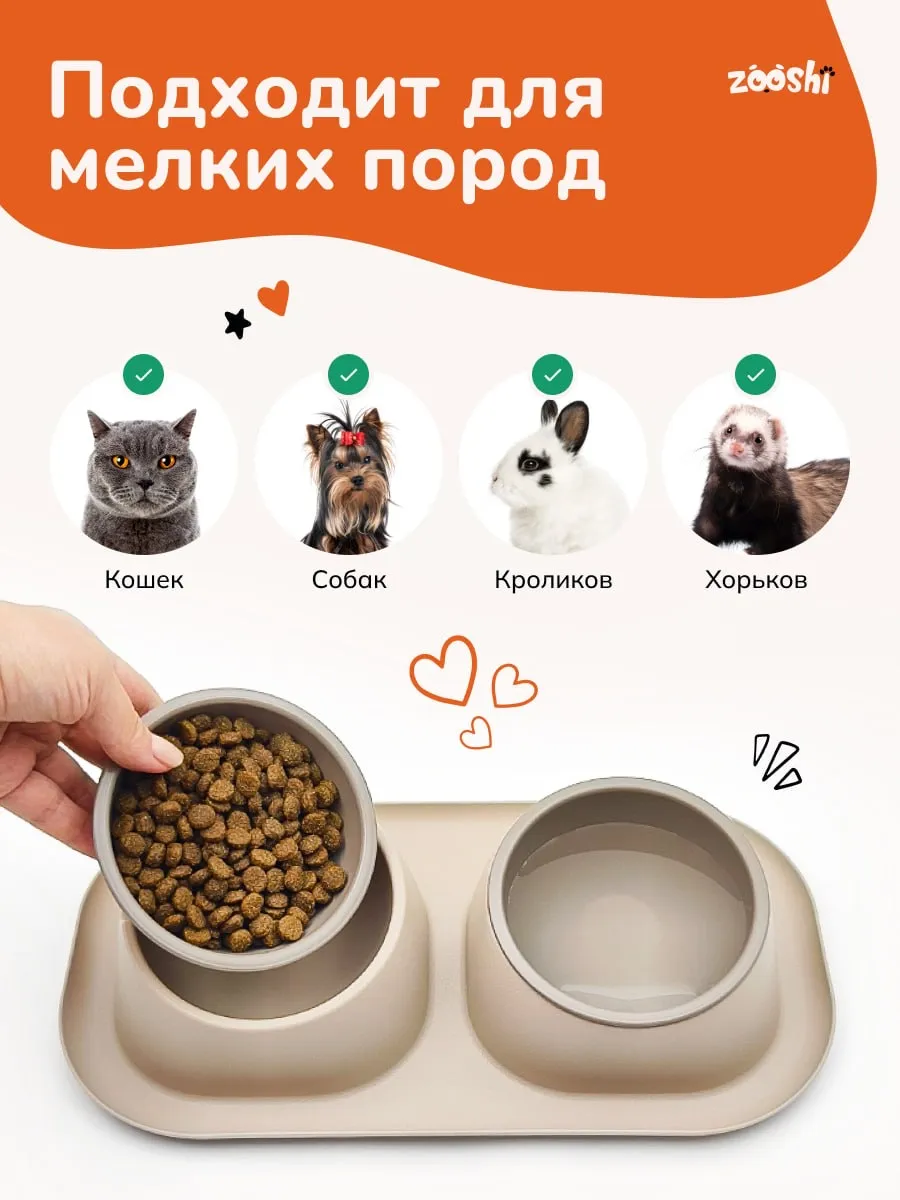 Подходит для
мелких пород
zooshi
Кошек
Собак
Кроликов
Хорьков